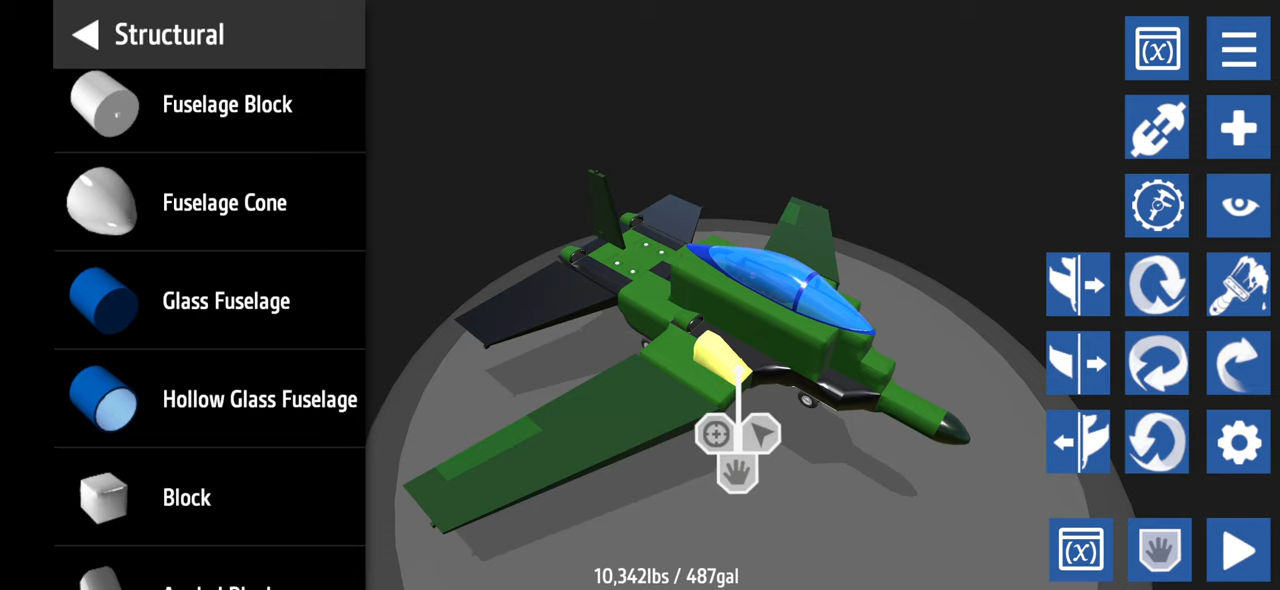 Structural
Fuselage Block
Fuselage Cone
Glass Fuselage
Hollow Glass Fuselage
Block
(x)
(x)
10,342lbs / 487gal